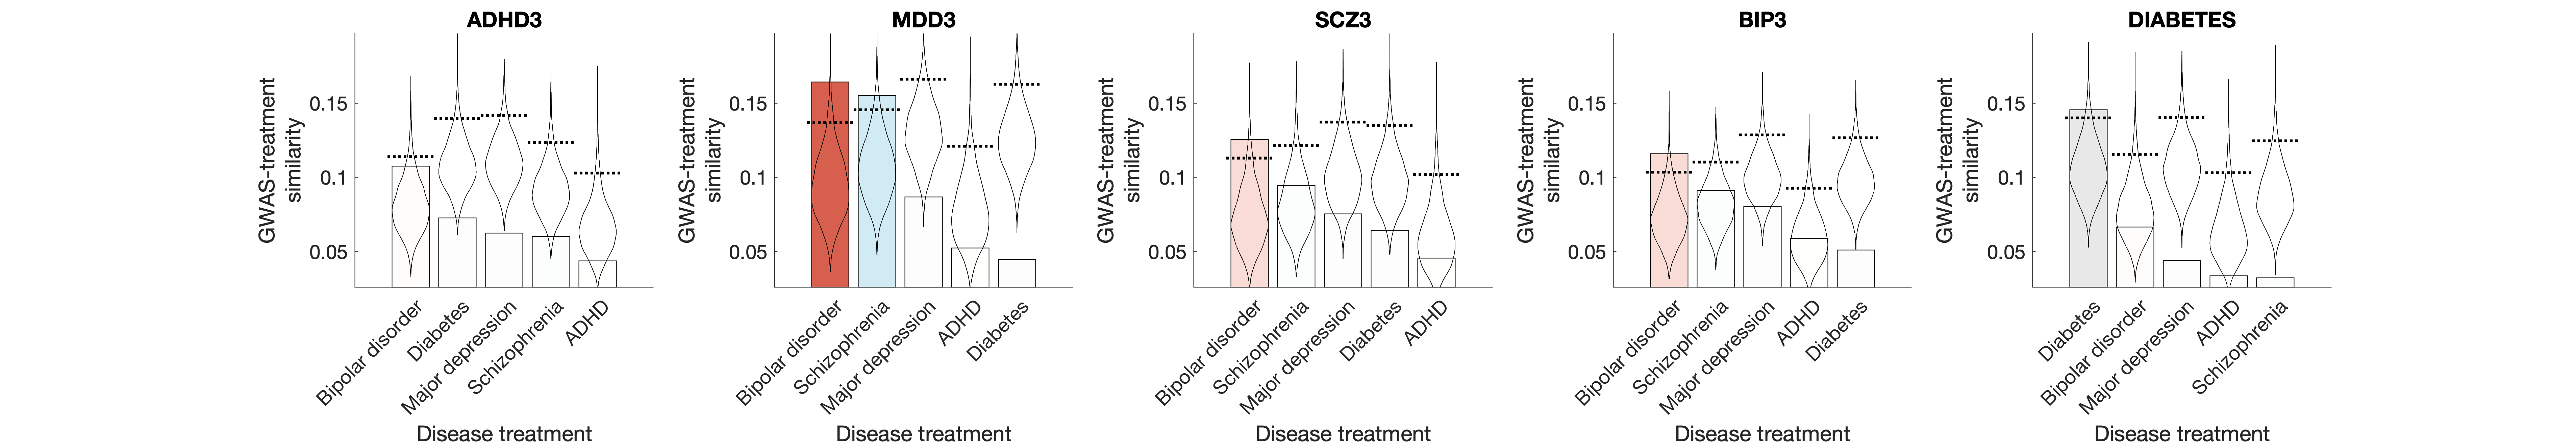 ADHD3
GWAS-treatment
similarity
0.15
0.1
0.05
Bipolar disorder
Diabetes
Major depression
Schizophrenia
ADHD
Disease treatment
MDD3
GWAS-treatment
similarity
0.15
0.1
0.05
Bipolar disorder
Schizophrenia
Major depression
ADHD
Diabetes
Disease treatment
SCZ3
GWAS-treatment
similarity
0.15
0.1
0.05
Bipolar disorder
Schizophrenia
Major depression
Diabetes
ADHD
Disease treatment
BIP3
GWAS-treatment
similarity
0.15
0.1
0.05
Bipolar disorder
Schizophrenia
Major depression
ADHD
Diabetes
Disease treatment
DIABETES
GWAS-treatment
similarity
0.15
0.1
0.05
Diabetes
Bipolar disorder
Major depression
ADHD
Schizophrenia
Disease treatment